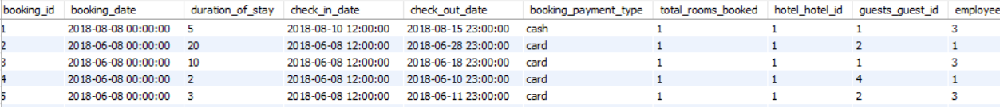 booking_id booking_date duration_of_stay check_in_date check_out_date booking_payment_type total_rooms_booked hotel_hotel_id guests_guest_id employee
1 2018-08-08 00:00:00 5 2018-08-10 12:00:00 2018-08-15 23:00:00 cash 1 1 1 3
2 2018-06-08 00:00:00 20 2018-06-08 12:00:00 2018-06-28 23:00:00 card 1 1 2 1
3 2018-06-08 00:00:00 10 2018-06-08 12:00:00 2018-06-18 23:00:00 card 1 1 1 3
4 2018-06-08 00:00:00 2 2018-06-08 12:00:00 2018-06-10 23:00:00 card 1 1 4 1
5 2018-06-08 00:00:00 3 2018-06-08 12:00:00 2018-06-11 23:00:00 card 1 1 2 3